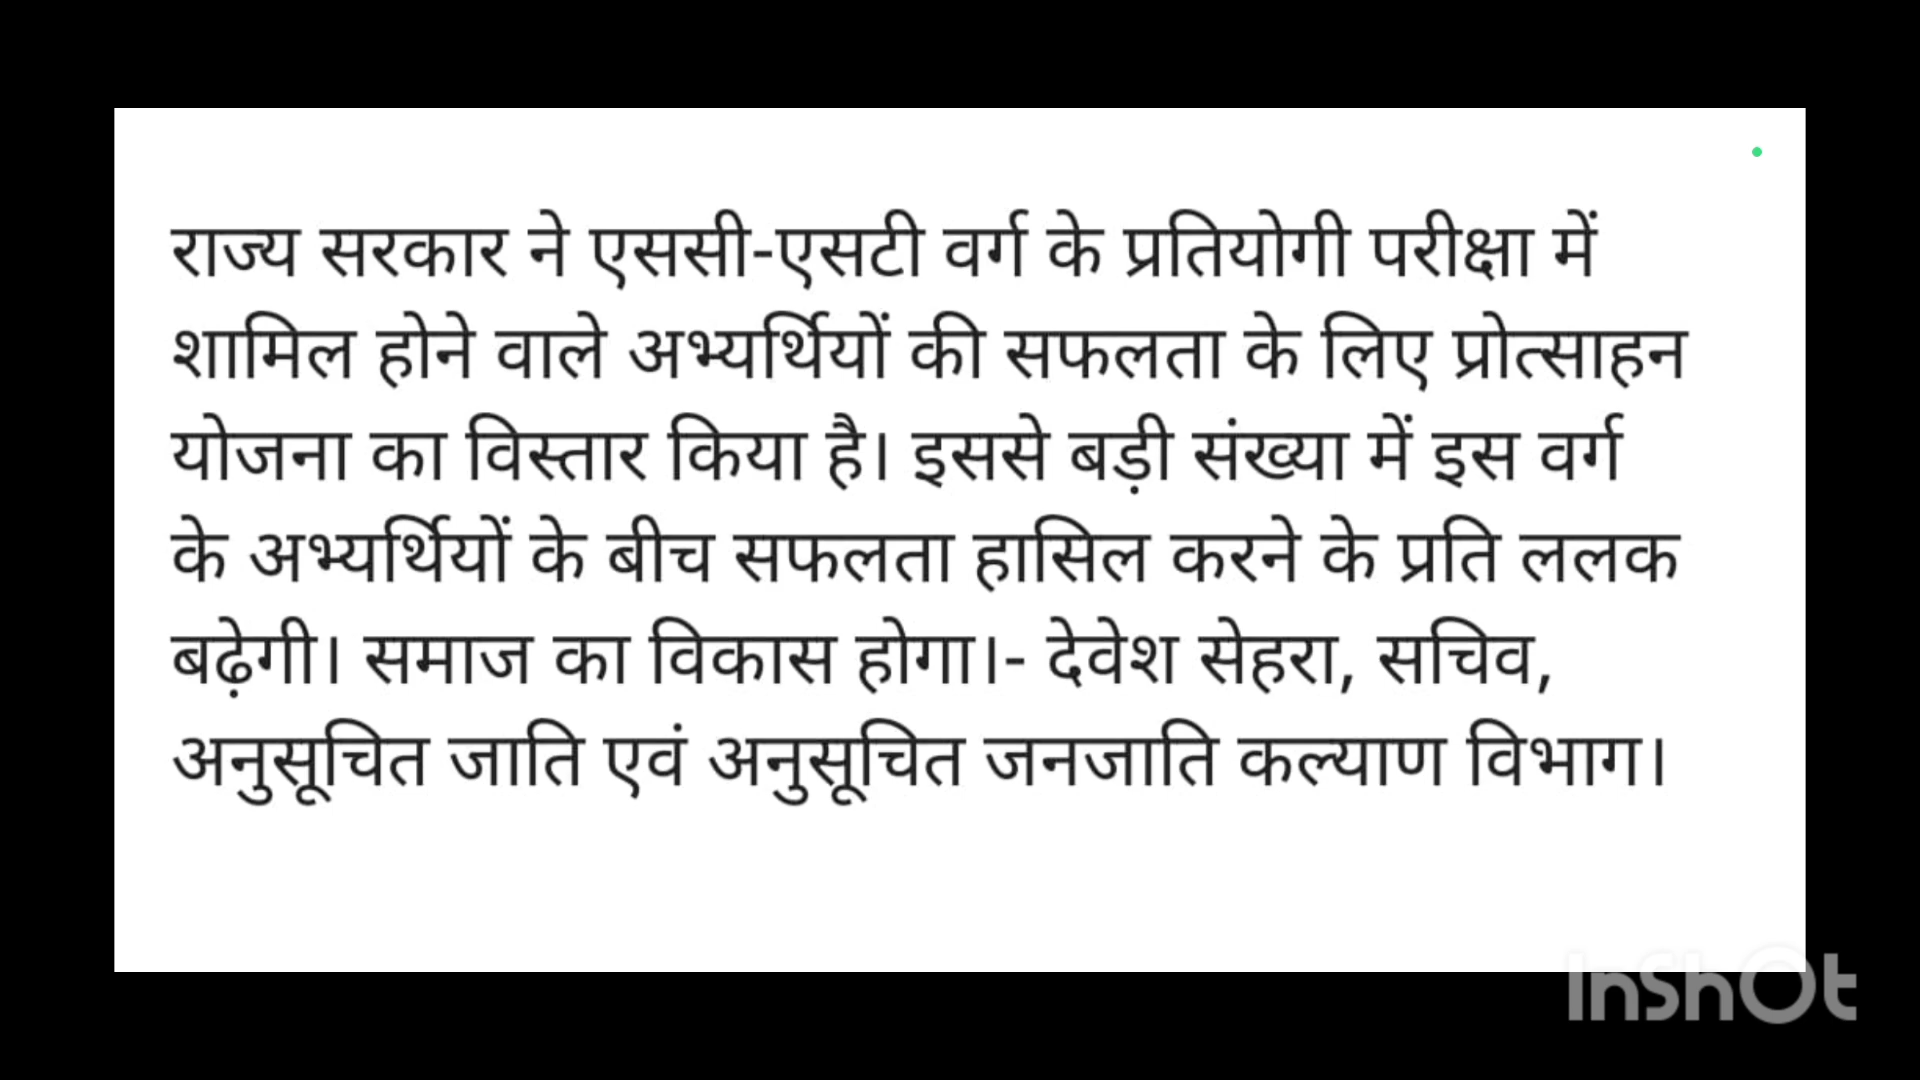 राज्य सरकार ने एससी-एसटी वर्ग के प्रतियोगी परीक्षा में
शामिल होने वाले अभ्यर्थियों की सफलता के लिए प्रोत्साहन
योजना का विस्तार किया है। इससे बड़ी संख्या में इस वर्ग
के अभ्यर्थियों के बीच सफलता हासिल करने के प्रति ललक
बढ़ेगी। समाज का विकास होगा।- देवेश सेहरा, सचिव,
अनुसूचित जाति एवं अनुसूचित जनजाति कल्याण विभाग।
InShOt